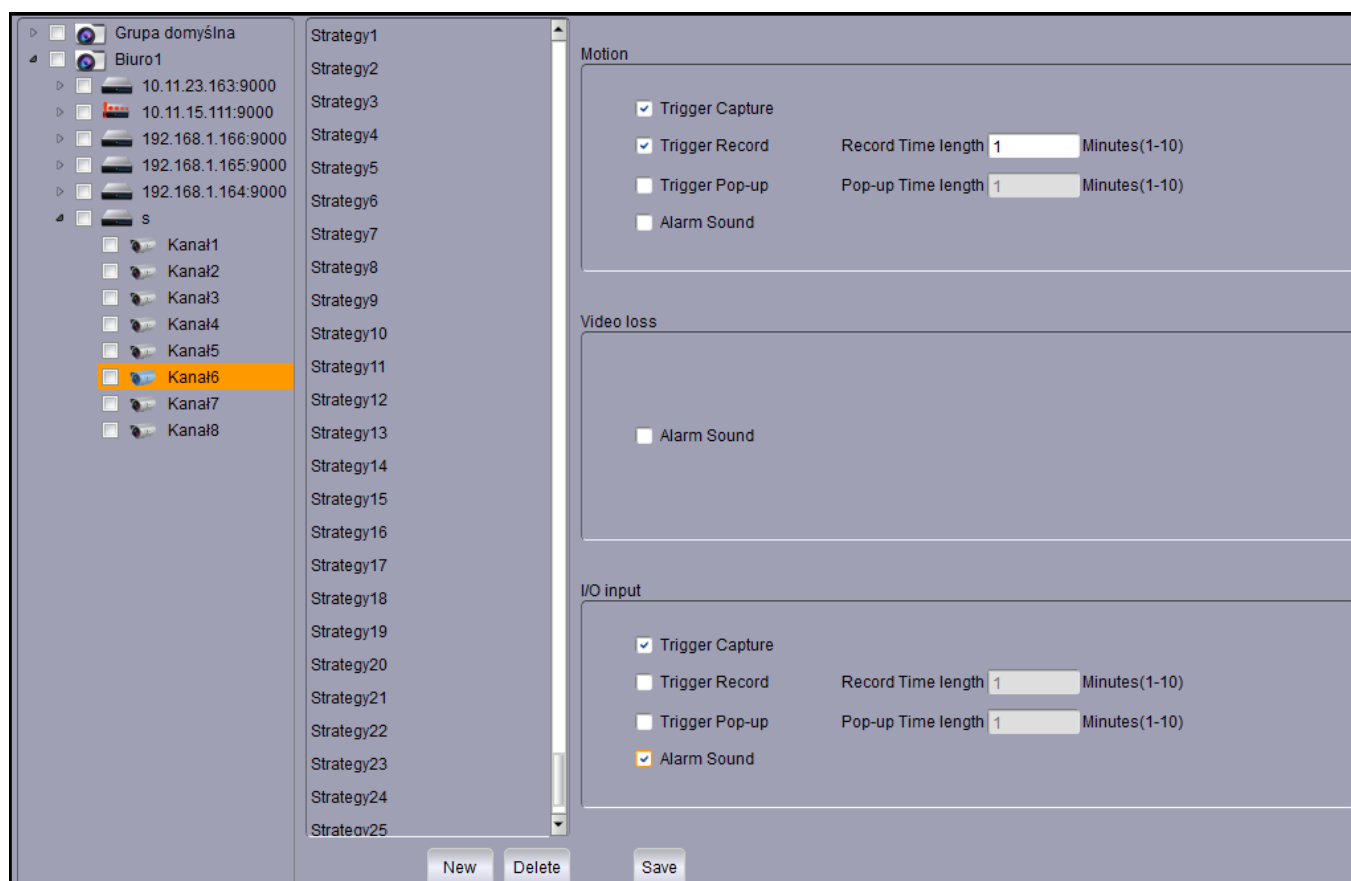 Grupa domyślna
Biuro1
10.11.23.163:9000
10.11.15.111:9000
192.168.1.166:9000
192.168.1.165:9000
192.168.1.164:9000
s
Kanał1
Kanał2
Kanał3
Kanał4
Kanał5
Kanał6
Kanał7
Kanał8
Strategy1
Strategy2
Strategy3
Strategy4
Strategy5
Strategy6
Strategy7
Strategy8
Strategy9
Strategy10
Strategy11
Strategy12
Strategy13
Strategy14
Strategy15
Strategy16
Strategy17
Strategy18
Strategy19
Strategy20
Strategy21
Strategy22
Strategy23
Strategy24
Strategy25
New Delete Save
Motion
Trigger Capture
Trigger Record Record Time length 1 Minutes(1-10)
Trigger Pop-up Pop-up Time length 1 Minutes(1-10)
Alarm Sound
Video loss
Alarm Sound
I/O input
Trigger Capture
Trigger Record Record Time length 1 Minutes(1-10)
Trigger Pop-up Pop-up Time length 1 Minutes(1-10)
Alarm Sound